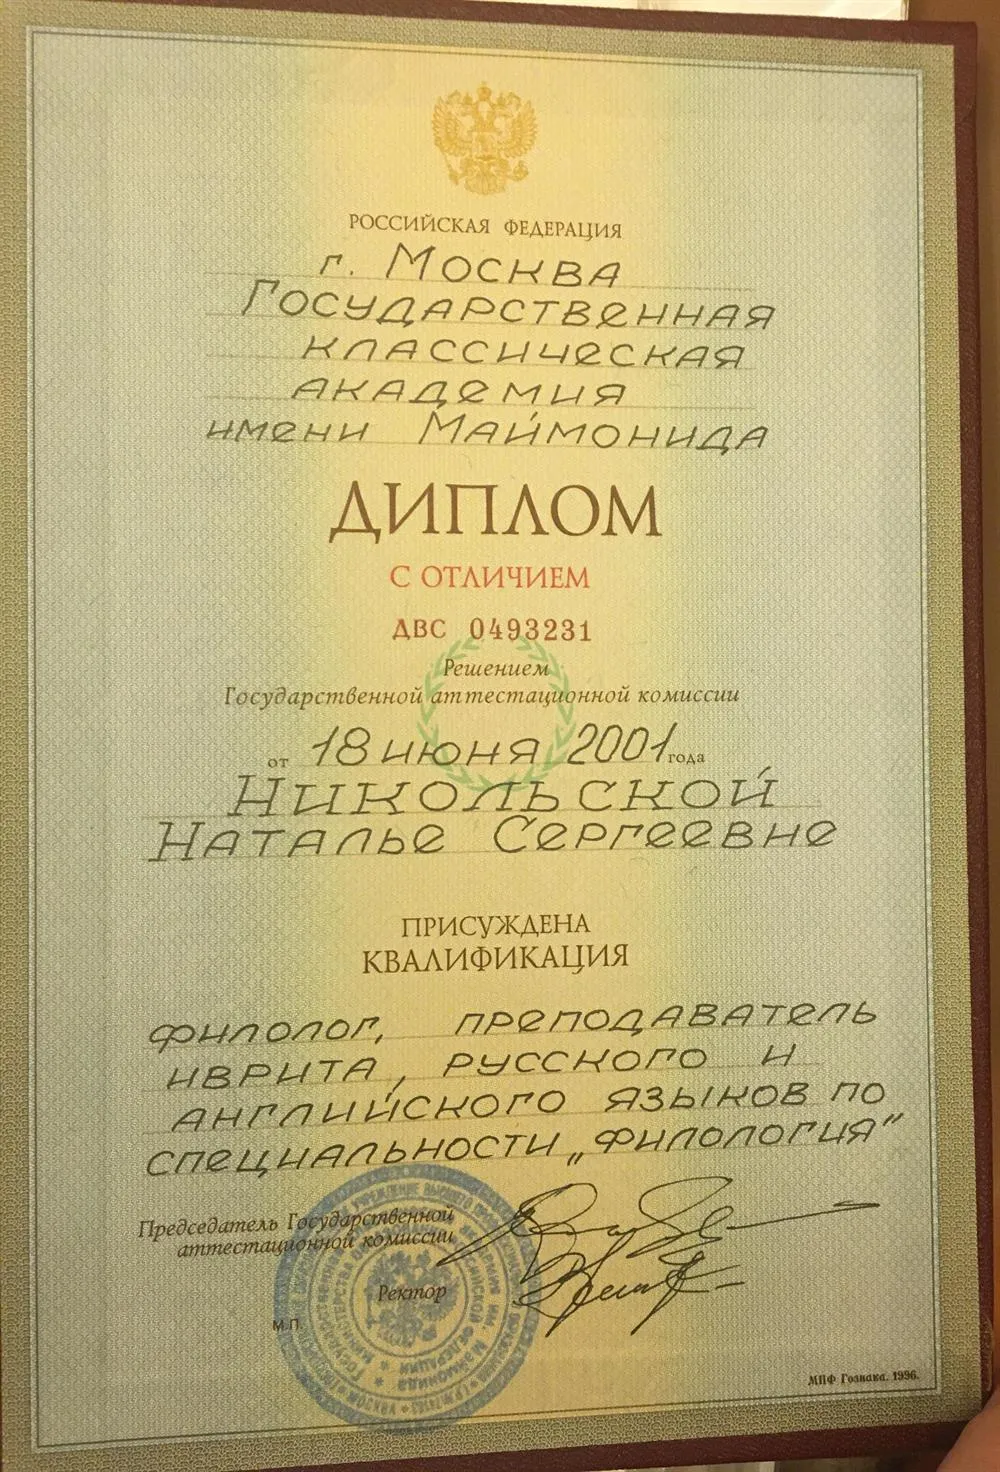 РОССИЙСКАЯ ФЕДЕРАЦИЯ
г. Москва
Государственная
классическая
академия
имени Маймонида
ДИПЛОМ
С ОТЛИЧИЕМ
ДВС 0493231
Решением
Государственной аттестационной комиссии
от 18 июня 2001 года
Никольской
Наталье Сергеевне
ПРИСУЖДЕНА
КВАЛИФИКАЦИЯ
филолог, преподаватель
иврита, русского и
английского языков по
специальности „филология“
Председатель Государственной
аттестационной комиссии
Ректор
М.П.
МПФ Гознака. 1996.